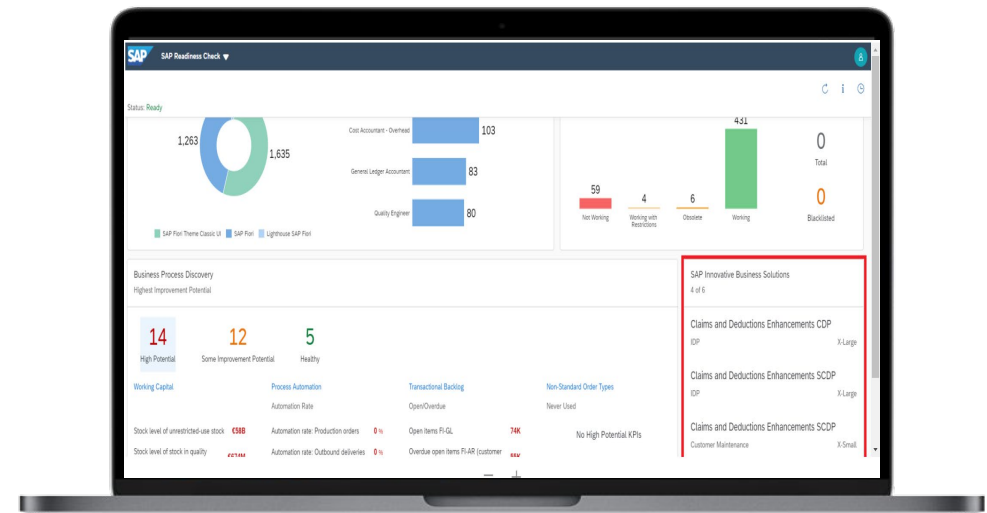 SAP
SAP Readiness Check
Status: Ready
1,263
1,635
SAP Fiori Theme Classic UI
SAP Fiori
Lighthouse SAP Fiori
Cost Accountant - Overhead
103
General Ledger Accountant
83
Quality Engineer
80
59
Not Working
4
Working with
Restrictions
6
Obsolete
431
Working
0
Total
0
Blacklisted
Business Process Discovery
Highest Improvement Potential
14
High Potential
12
Some Improvement Potential
5
Healthy
Working Capital
Stock level of unrestricted-use stock €58B
Stock level of stock in quality
Process Automation
Automation Rate
Automation rate: Production orders 0 %
Automation rate: Outbound deliveries 0 %
Transactional Backlog
Open/Overdue
Open Items FI-GL 74K
Overdue open items FI-AR (customer
Non-Standard Order Types
Never Used
No High Potential KPIs
SAP Innovative Business Solutions
4 of 6
Claims and Deductions Enhancements CDP
IDP X-Large
Claims and Deductions Enhancements SCDP
IDP X-Large
Claims and Deductions Enhancements SCDP
Customer Maintenance X-Small